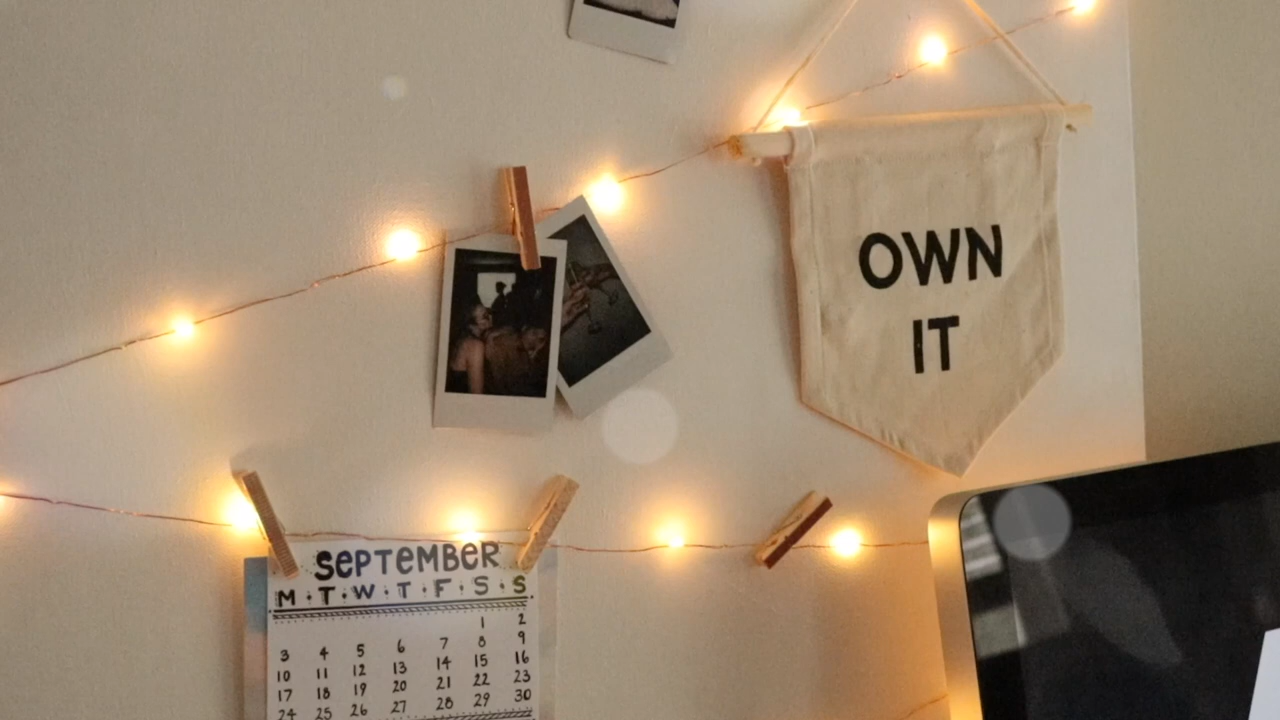 OWN
IT
SEPTEMBER
M T W T F S S
1 2
3 4 5 6 7 8 9
10 11 12 13 14 15 16
17 18 19 20 21 22 23
24 25 26 27 28 29 30